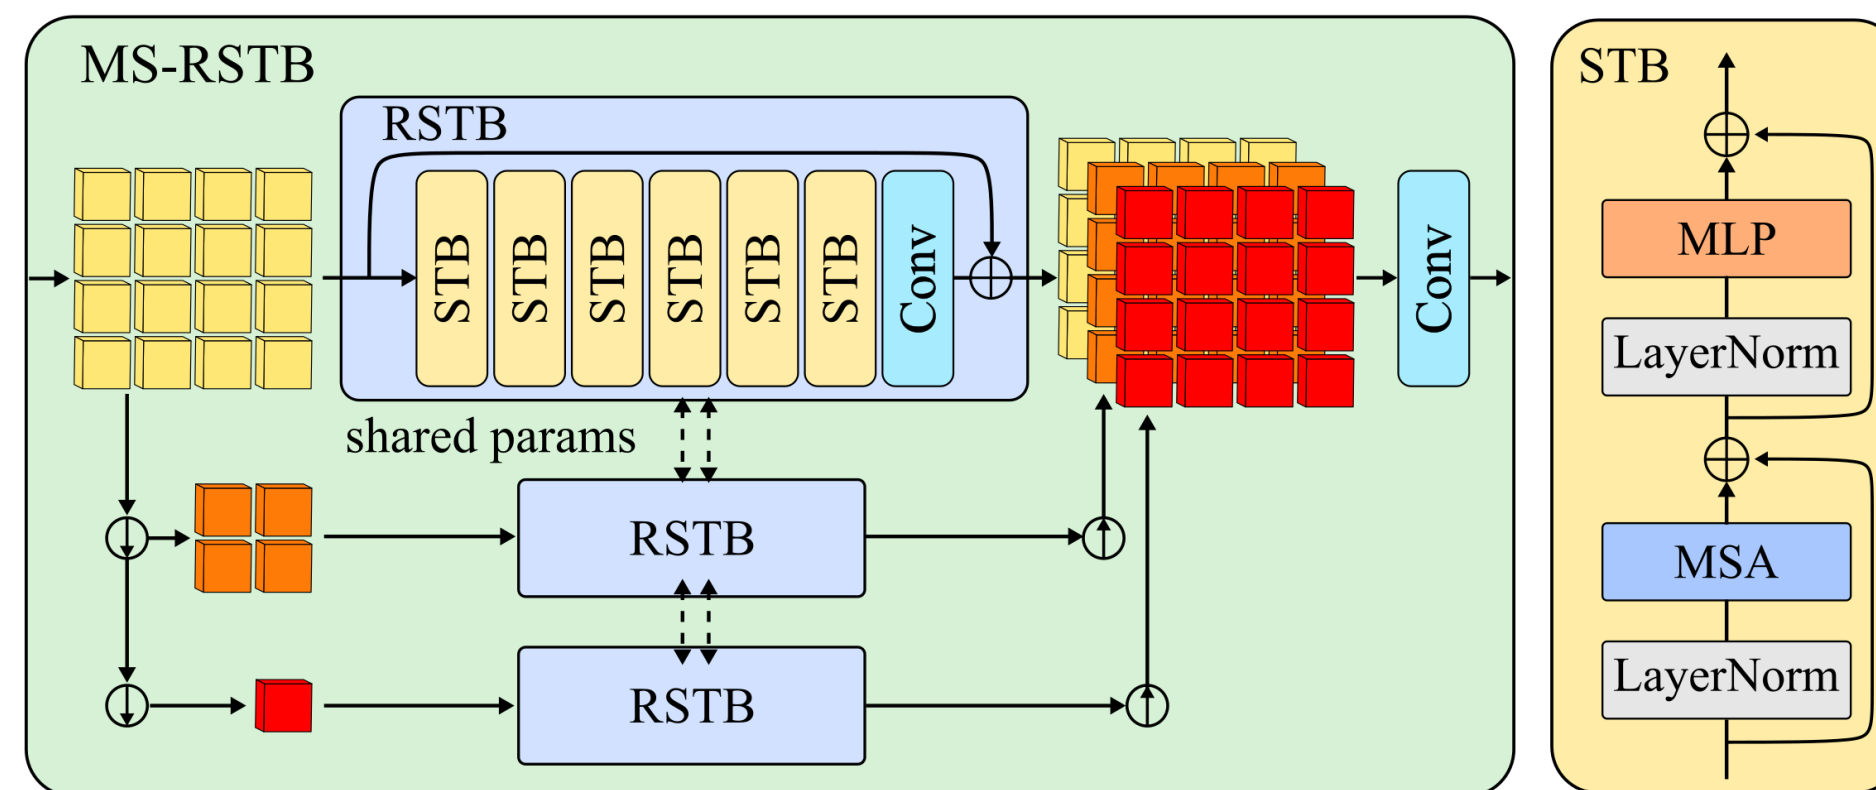 MS-RSTB
RSTB
STB
STB
STB
STB
STB
STB
Conv
Conv
shared params
RSTB
RSTB
STB
MLP
LayerNorm
MSA
LayerNorm